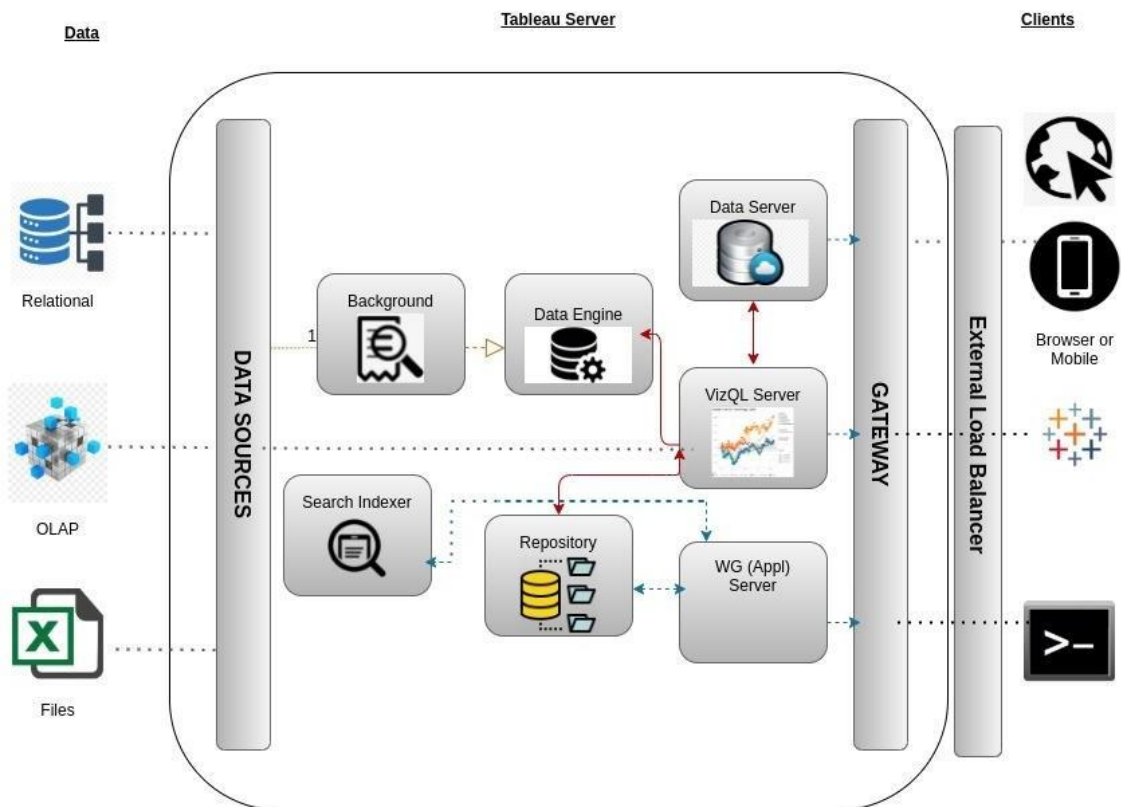 Data
Tableau Server
Clients
Relational
OLAP
Files
DATA SOURCES
1
Background
Data Engine
Data Server
VizQL Server
Search Indexer
Repository
WG (Appl)
Server
GATEWAY
External Load Balancer
Browser or
Mobile
X
>-